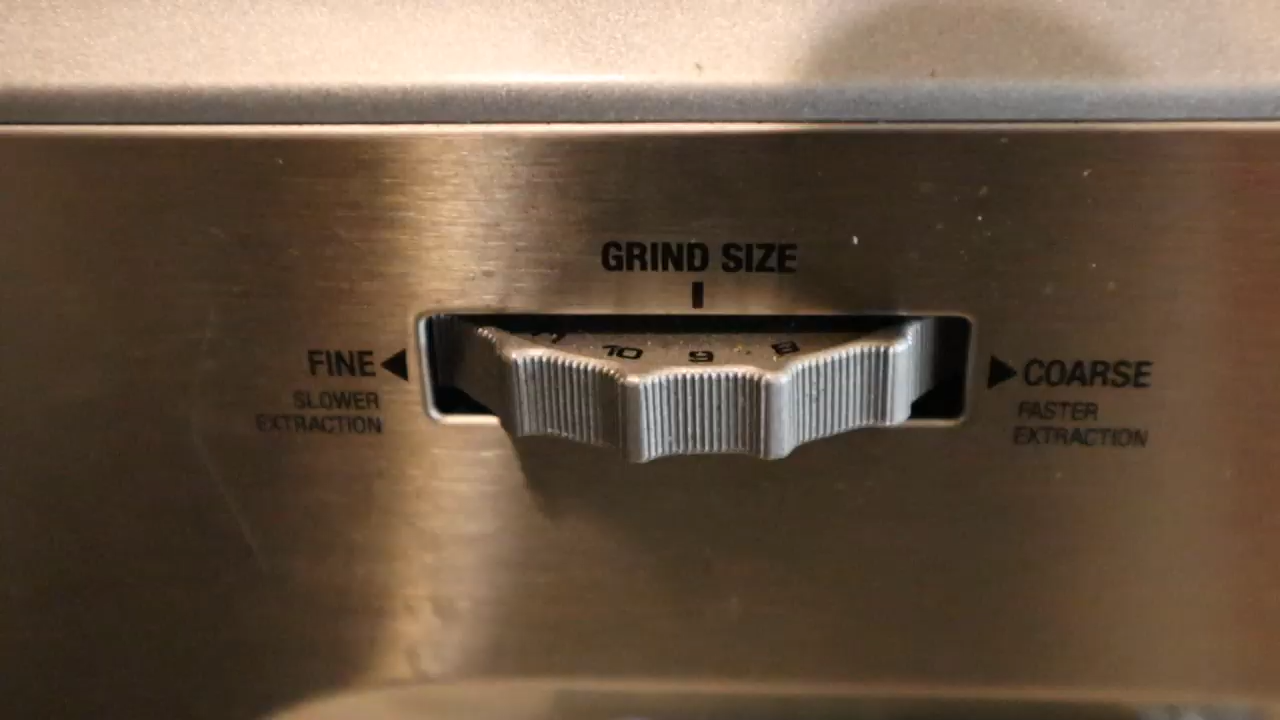 GRIND SIZE
10 9 8
FINE
COARSE
SLOWER
EXTRACTION
FASTER
EXTRACTION